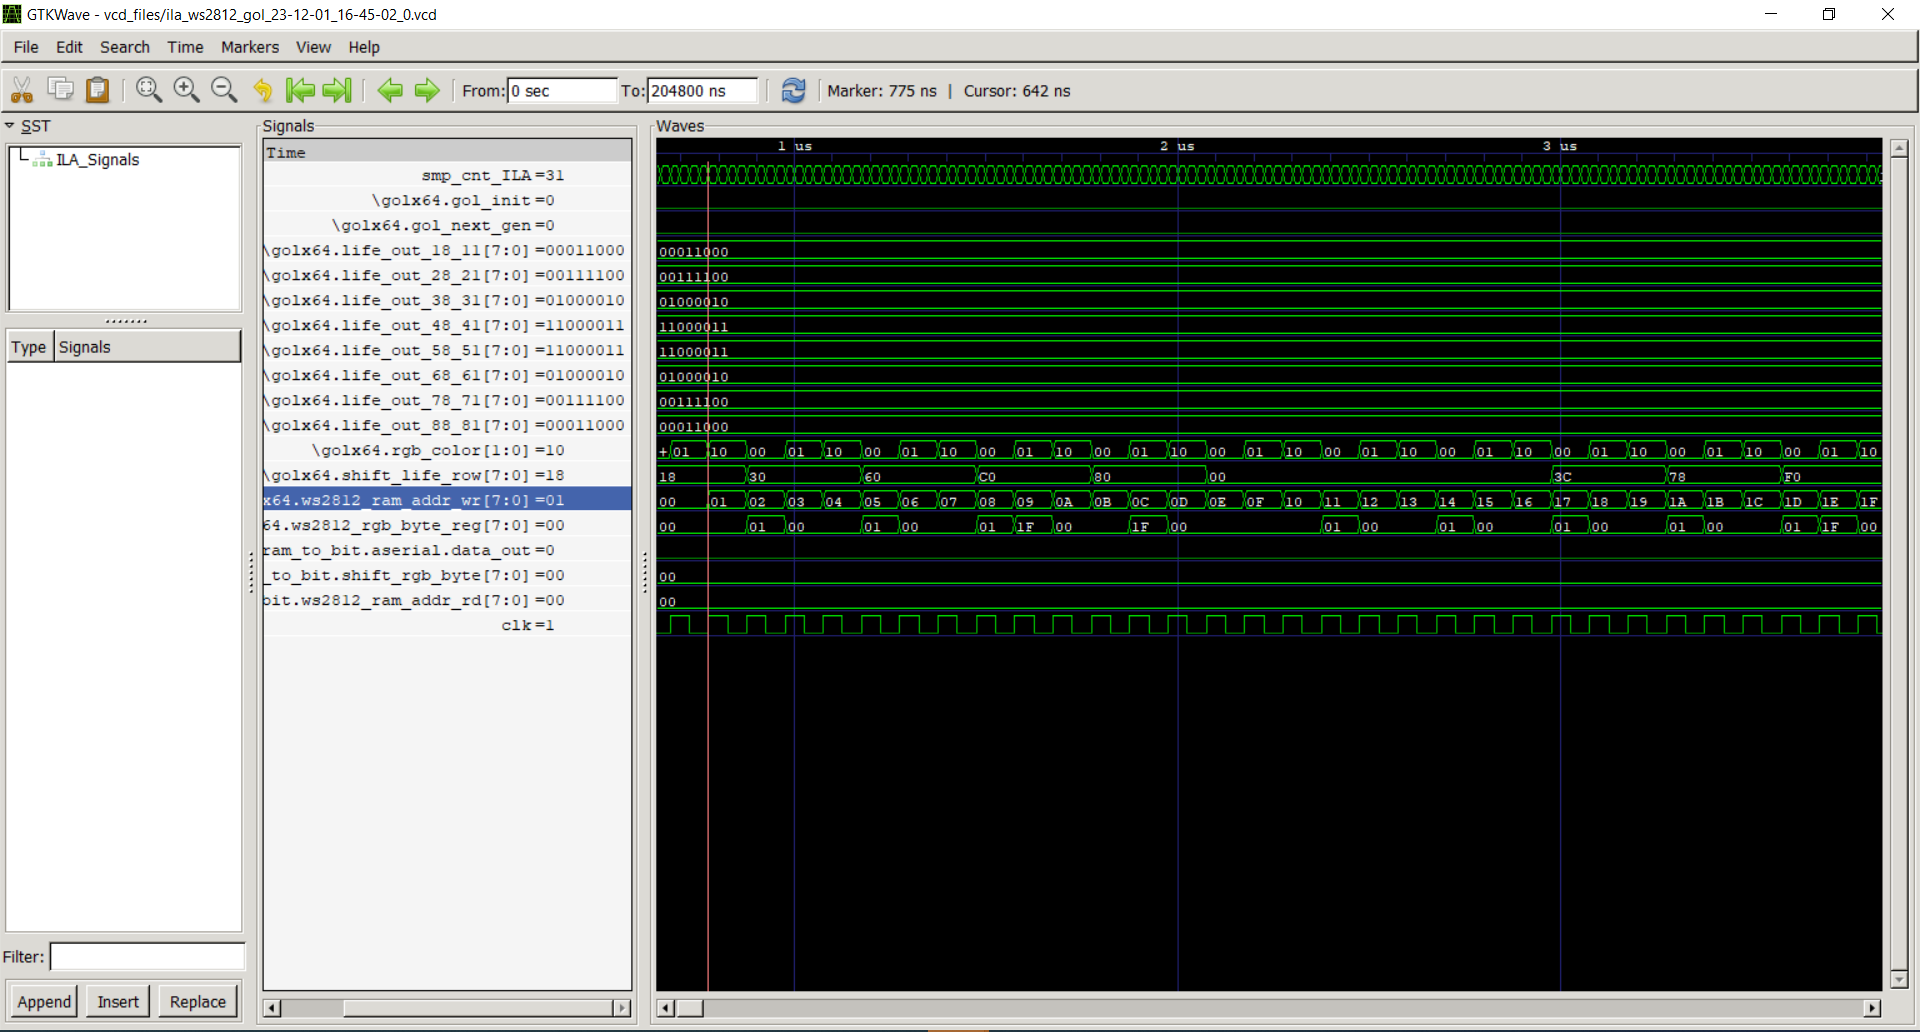 GTKWave - vcd_files/ila_ws2812_gol_23-12-01_16-45-02_0.vcd
File Edit Search Time Markers View Help
From: 0 sec To: 204800 ns Marker: 775 ns | Cursor: 642 ns
SST
ILA_Signals
Type Signals
Filter:
Append Insert Replace
Signals
Time
smp_cnt_ILA =31
\golx64.gol_init =0
\golx64.gol_next_gen =0
\golx64.life_out_18_11[7:0] =00011000
\golx64.life_out_28_21[7:0] =00111100
\golx64.life_out_38_31[7:0] =01000010
\golx64.life_out_48_41[7:0] =11000011
\golx64.life_out_58_51[7:0] =11000011
\golx64.life_out_68_61[7:0] =01000010
\golx64.life_out_78_71[7:0] =00111100
\golx64.life_out_88_81[7:0] =00011000
\golx64.rgb_color[1:0] =10
\golx64.shift_life_row[7:0] =18
x64.ws2812_ram_addr_wr[7:0] =01
64.ws2812_rgb_byte_reg[7:0] =00
ram_to_bit.aserial.data_out =0
_to_bit.shift_rgb_byte[7:0] =00
bit.ws2812_ram_addr_rd[7:0] =00
clk =1
Waves
1 us 2 us 3 us
00011000
00111100
01000010
11000011
11000011
01000010
00111100
00011000
+ 01 10 00 01 10 00 01 10 00 01 10 00 01 10 00 01 10 00 01 10 00 01 10 00 01 10 00 01 10 00 01 10
18 30 60 C0 80 00 3C 78 F0
00 01 02 03 04 05 06 07 08 09 0A 0B 0C 0D 0E 0F 10 11 12 13 14 15 16 17 18 19 1A 1B 1C 1D 1E 1F
00 01 00 01 00 01 1F 00 1F 00 01 00 01 00 01 00 01 00 01 1F 00
00
00